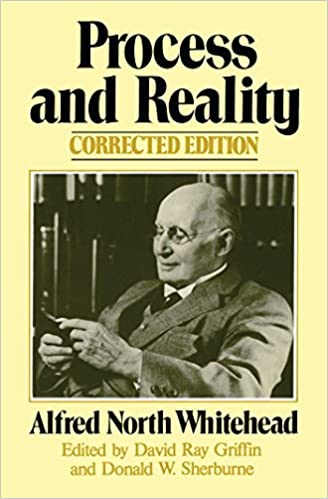 Process
and Reality
CORRECTED EDITION
Alfred North Whitehead
Edited by David Ray Griffin
and Donald W. Sherburne